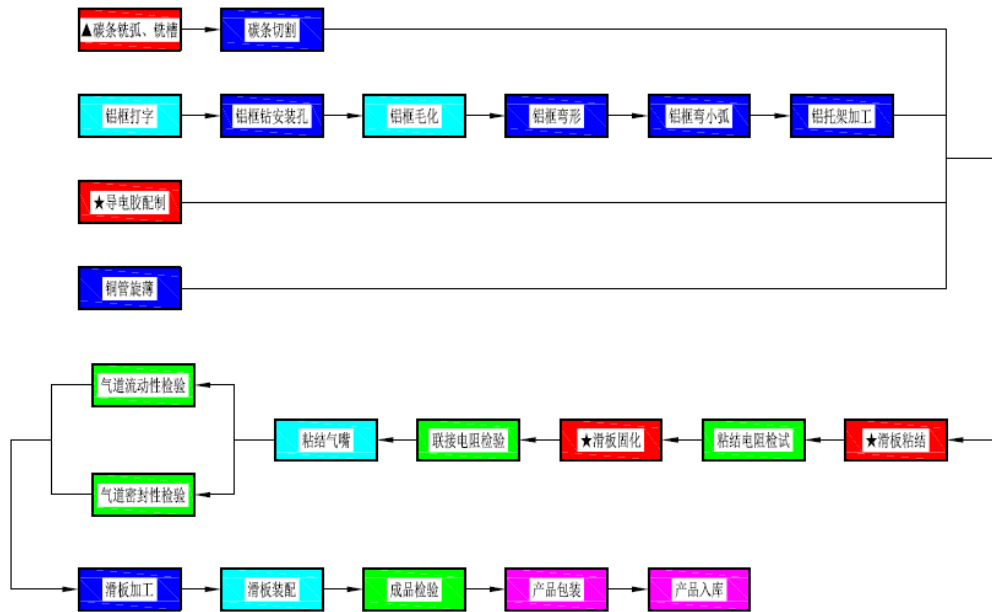 ▲碳条铣弧、铣槽
碳条切割
铝框打字
铝框钻安装孔
铝框毛化
铝框弯形
铝框弯小弧
铝托架加工
★导电胶配制
铜管旋薄
气道流动性检验
气道密封性检验
粘结气嘴
联接电阻检验
★滑板固化
粘结电阻检试
★滑板粘结
滑板加工
滑板装配
成品检验
产品包装
产品入库